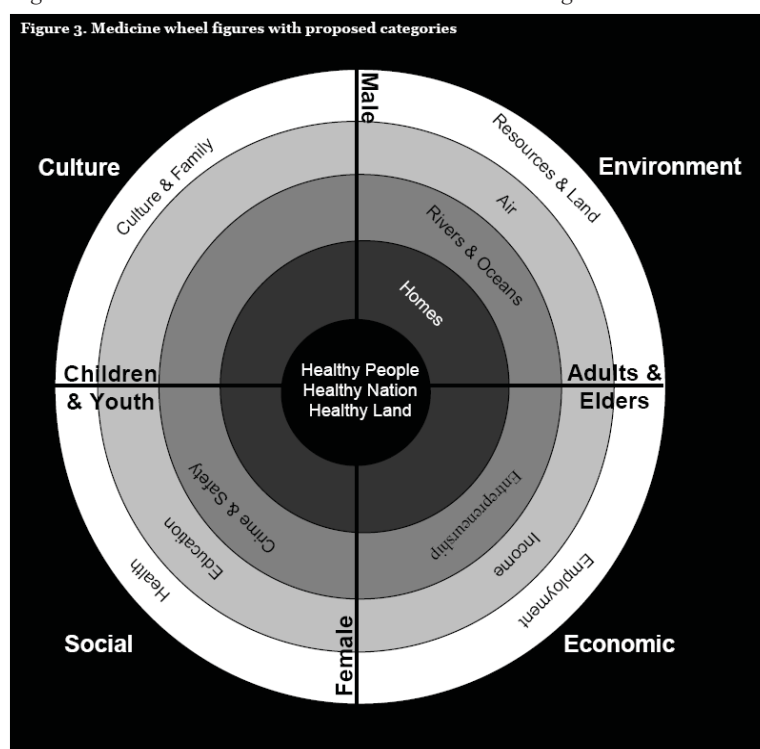 Figure 3. Medicine wheel figures with proposed categories
Male
Culture
Culture & Family
Resources & Land
Environment
Air
Rivers & Oceans
Homes
Healthy People
Healthy Nation
Healthy Land
Children
& Youth
Adults &
Elders
Crime & Safety
Education
Health
Social
Entrepreneurship
Income
Employment
Economic
Female